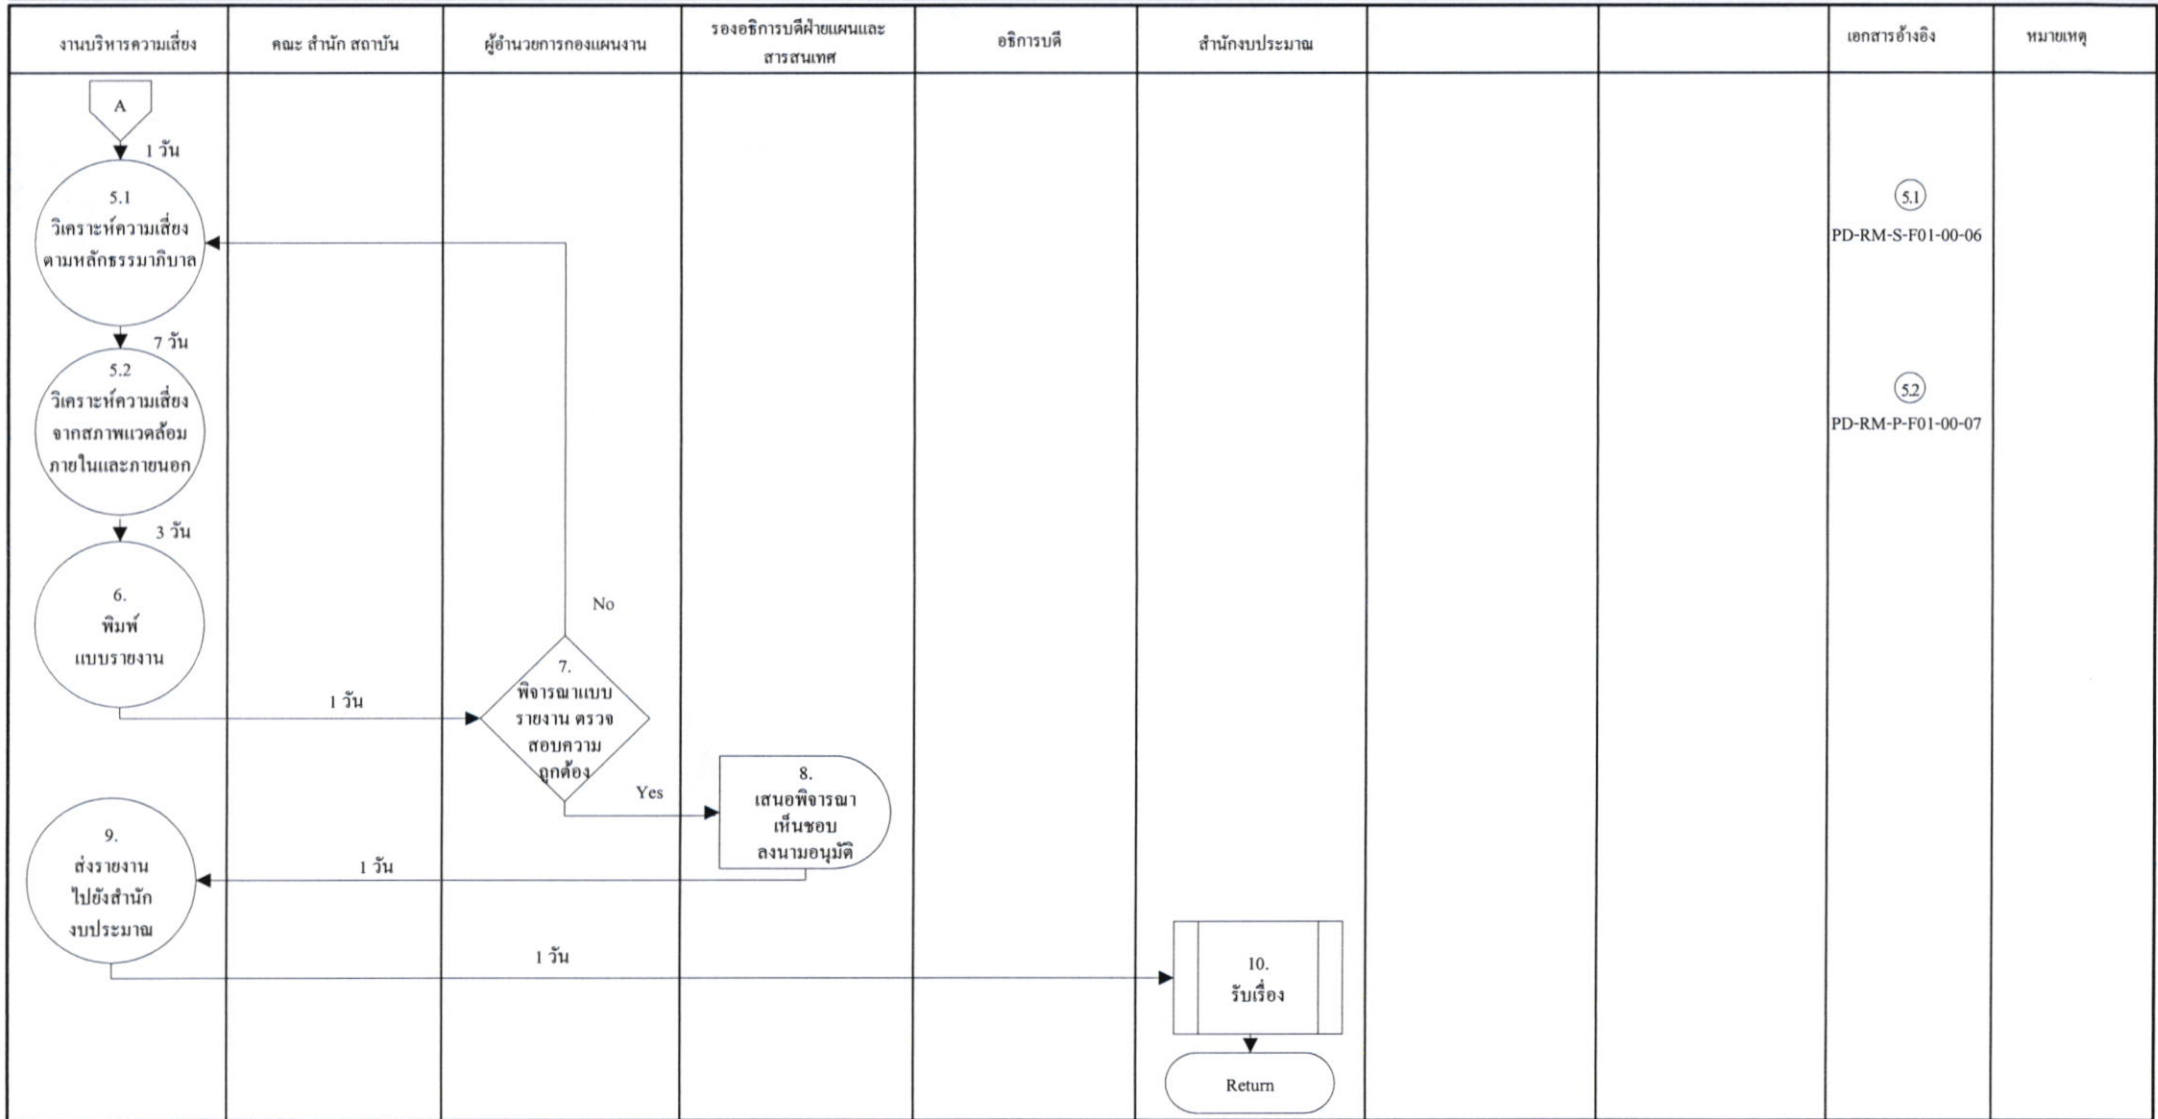 งานบริหารความเสี่ยง
คณะ สำนัก สถาบัน
ผู้อำนวยการกองแผนงาน
รองอธิการบดีฝ่ายแผนและ
สารสนเทศ
อธิการบดี
สำนักงบประมาณ
เอกสารอ้างอิง
หมายเหตุ
A
1 วัน
5.1
วิเคราะห์ความเสี่ยง
ตามหลักธรรมาภิบาล
5.1
PD-RM-S-F01-00-06
7 วัน
5.2
วิเคราะห์ความเสี่ยง
จากสภาพแวดล้อม
ภายในและภายนอก
5.2
PD-RM-P-F01-00-07
3 วัน
6.
พิมพ์
แบบรายงาน
No
1 วัน
7.
พิจารณาแบบ
รายงาน ตรวจ
สอบความ
ถูกต้อง
Yes
8.
เสนอพิจารณา
เห็นชอบ
ลงนามอนุมัติ
1 วัน
9.
ส่งรายงาน
ไปยังสำนัก
งบประมาณ
1 วัน
10.
รับเรื่อง
Return